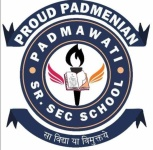 PROUD PADMENIAN
PADMAWATI
SR. SEC SCHOOL
सा विद्या या विमुक्तये